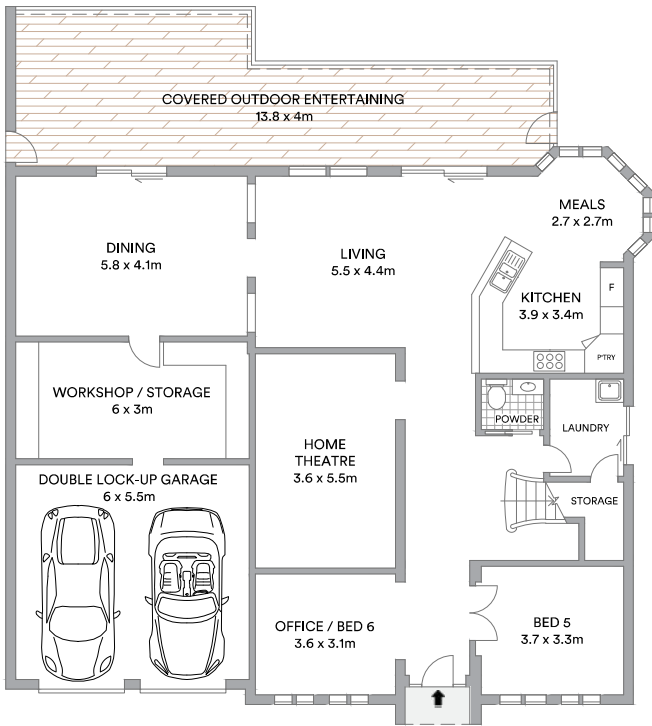 COVERED OUTDOOR ENTERTAINING
13.8 x 4m
MEALS
2.7 x 2.7m
DINING
5.8 x 4.1m
LIVING
5.5 x 4.4m
F
KITCHEN
3.9 x 3.4m
P'TRY
WORKSHOP / STORAGE
6 x 3m
POWDER
LAUNDRY
HOME
THEATRE
3.6 x 5.5m
DOUBLE LOCK-UP GARAGE
6 x 5.5m
STORAGE
OFFICE / BED 6
3.6 x 3.1m
BED 5
3.7 x 3.3m